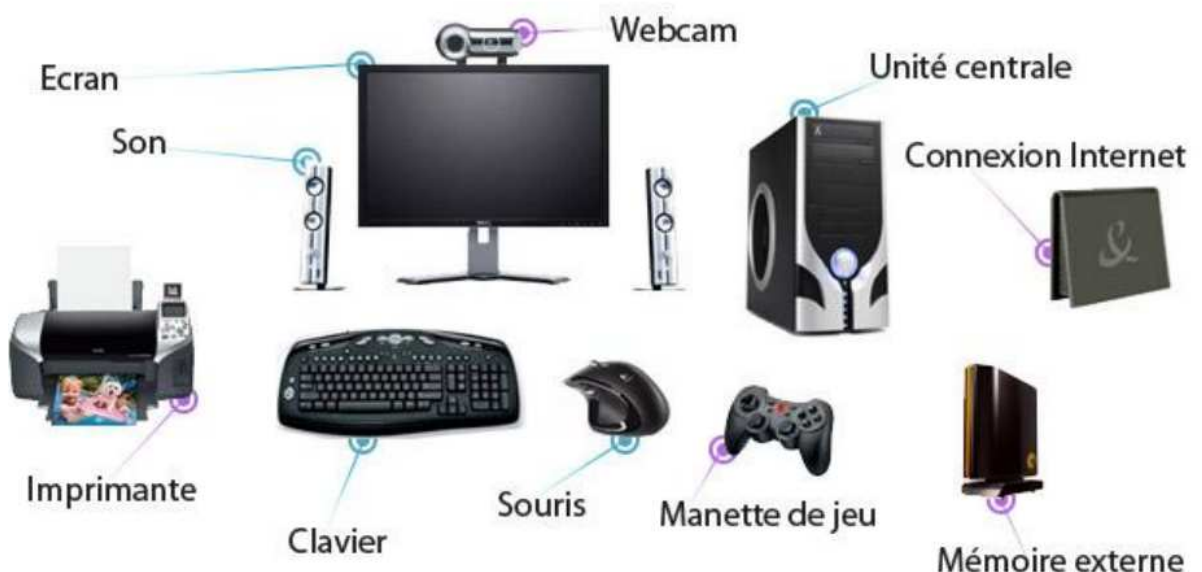 Webcam
Ecran
Unité centrale
Son
Connexion Internet
&
Imprimante
Souris
Manette de jeu
Clavier
Mémoire externe